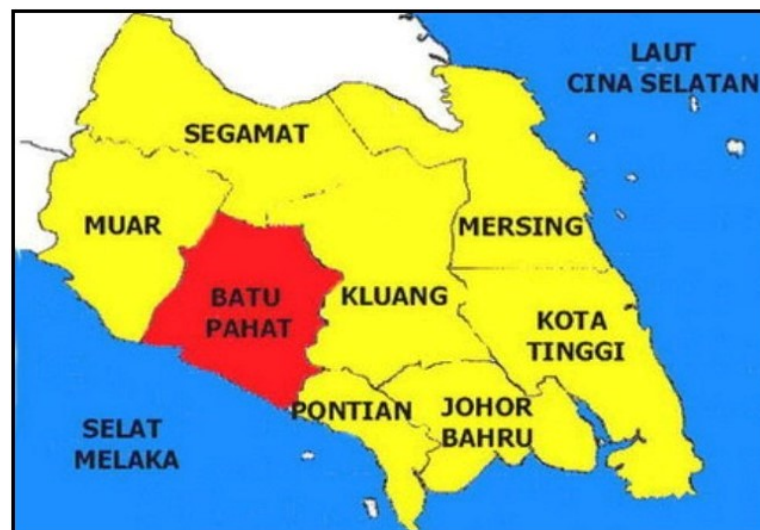 LAUT
CINA SELATAN
SEGAMAT
MUAR
MERSING
BATU
PAHAT
KLUANG
KOTA
TINGGI
PONTIAN
JOHOR
BAHRU
SELAT
MELAKA